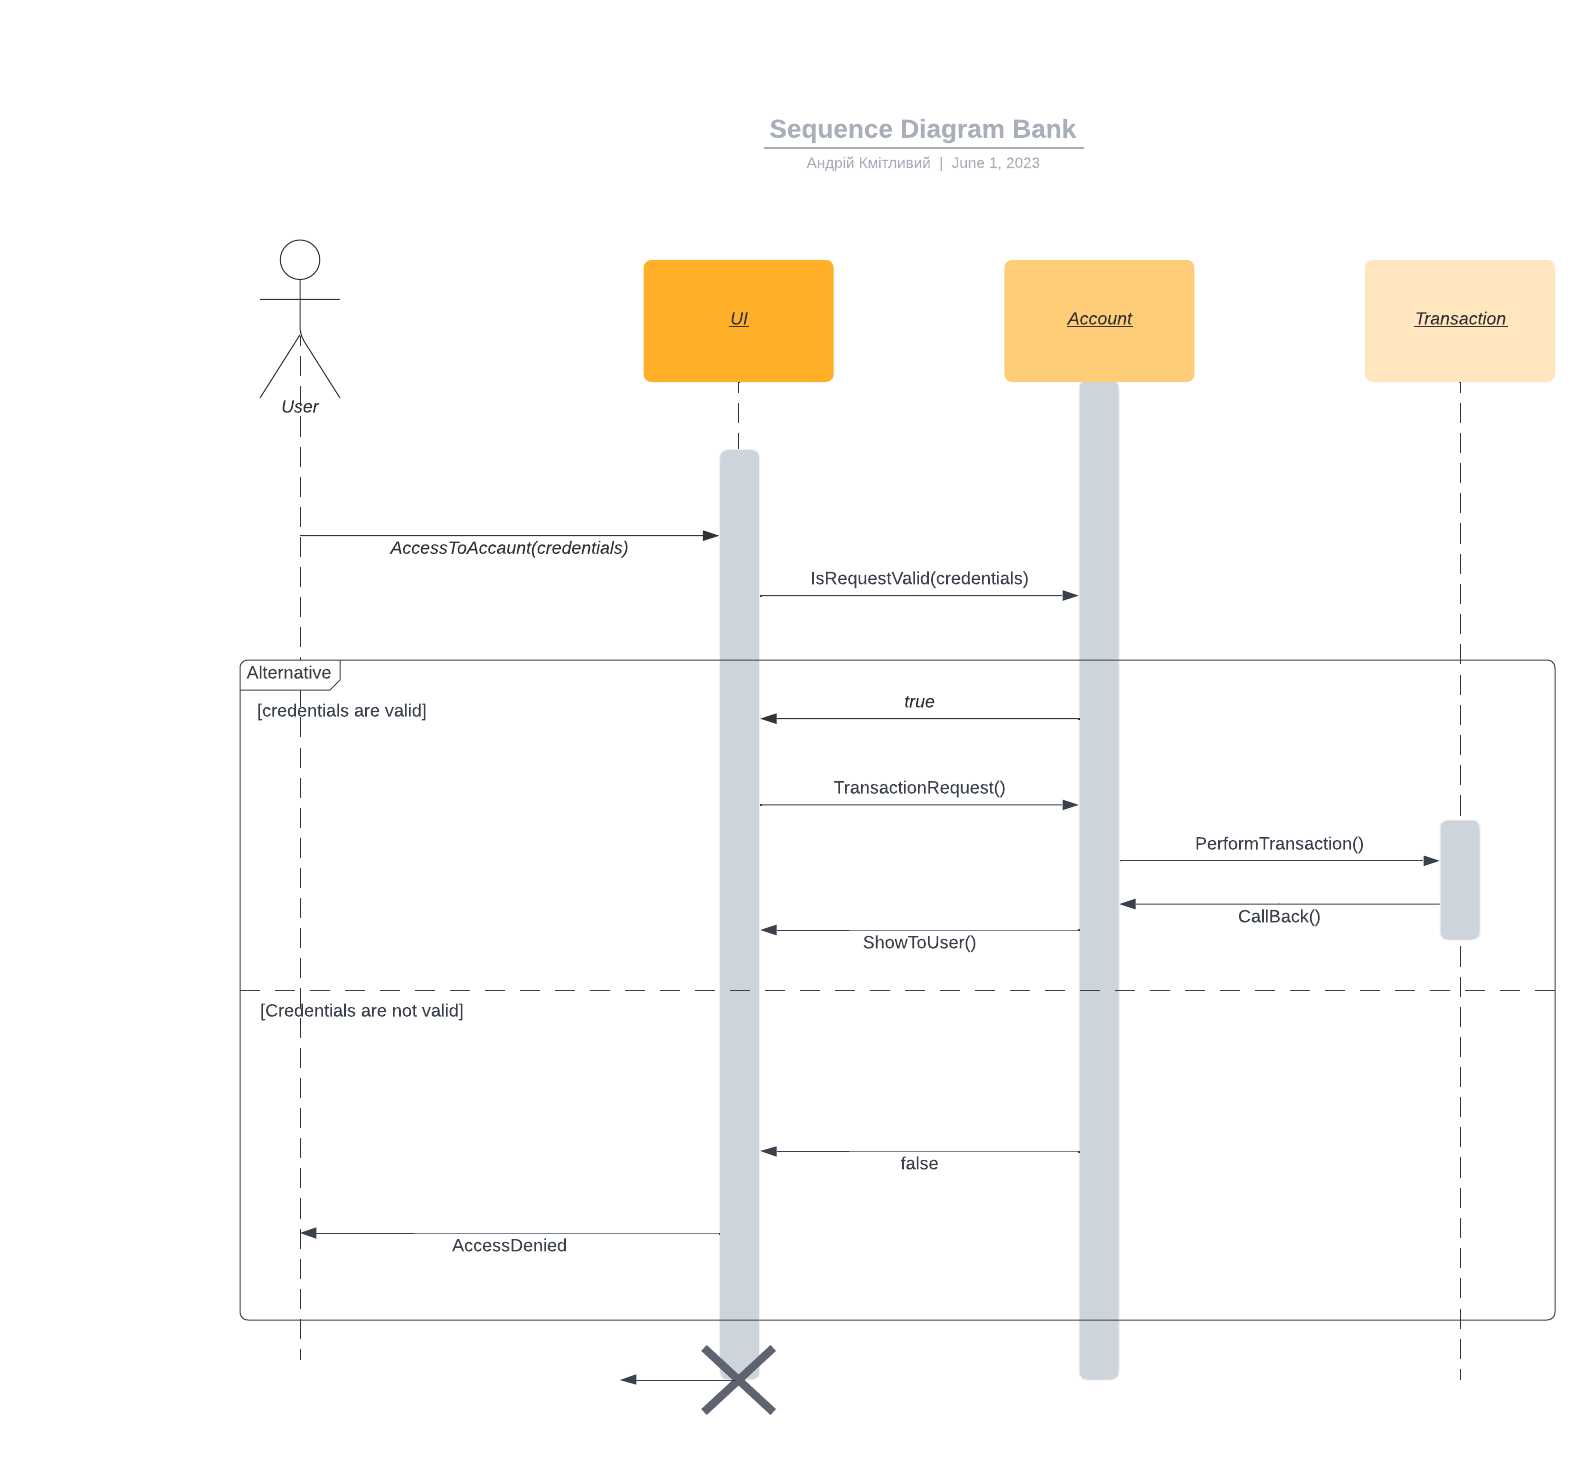 Sequence Diagram Bank
Андрій Кмітливий | June 1, 2023
UI
Account
Transaction
User
AccessToAccaunt(credentials)
IsRequestValid(credentials)
Alternative
[credentials are valid]
true
TransactionRequest()
PerformTransaction()
CallBack()
ShowToUser()
[Credentials are not valid]
false
AccessDenied